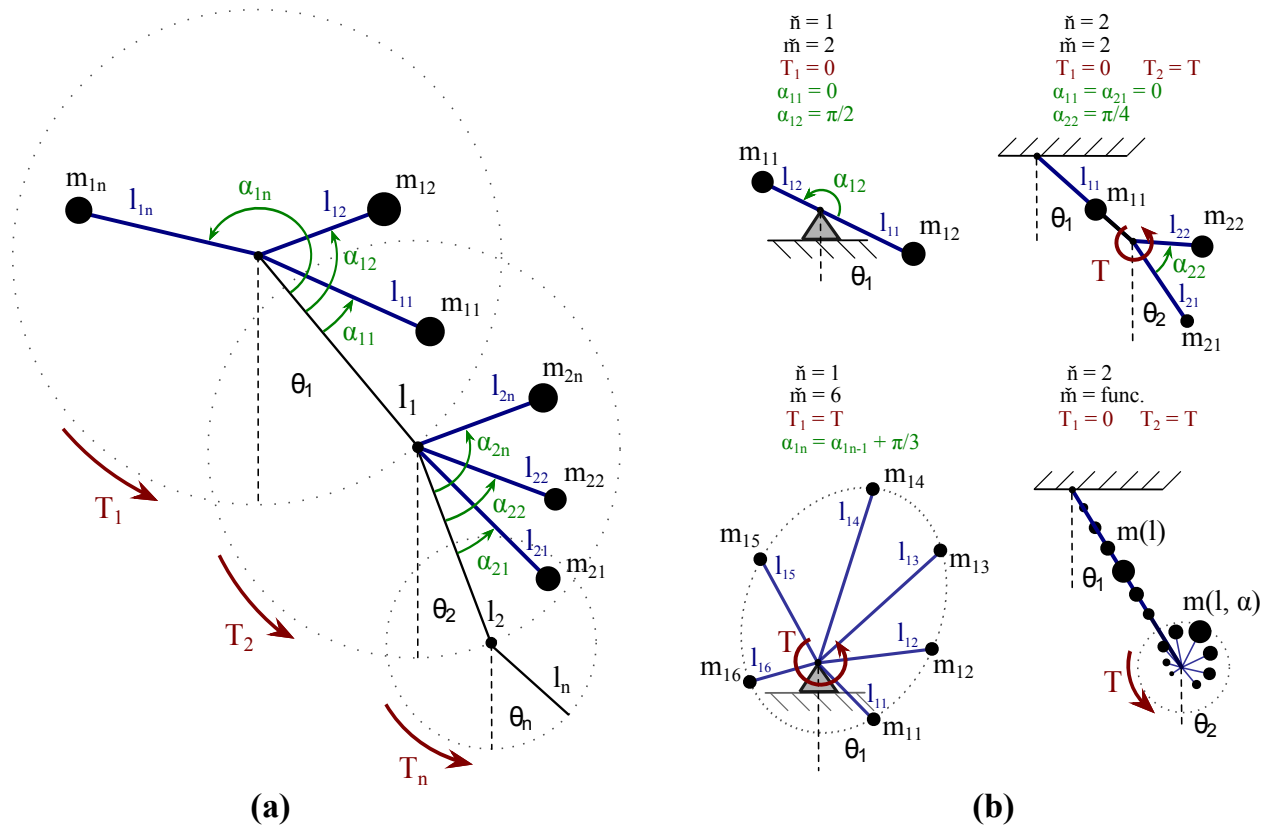 m₁ₙ
l₁ₙ
α₁ₙ
l₁₂
m₁₂
α₁₂
l₁₁
m₁₁
α₁₁
θ₁
l₁
m₂ₙ
l₂ₙ
α₂ₙ
l₂₂
m₂₂
α₂₂
l₂₁
α₂₁
m₂₁
T₁
θ₂
l₂
T₂
lₙ
θₙ
Tₙ
(a)
ň = 1
m̌ = 2
T₁ = 0
α₁₁ = 0
α₁₂ = π/2
m₁₁
l₁₂
α₁₂
l₁₁
m₁₂
θ₁
ň = 2
m̌ = 2
T₁ = 0 T₂ = T
α₁₁ = α₂₁ = 0
α₂₂ = π/4
l₁₁
m₁₁
θ₁
l₂₂
m₂₂
T
α₂₂
l₂₁
θ₂
m₂₁
ň = 1
m̌ = 6
T₁ = T
α₁ₙ = α₁ₙ₋₁ + π/3
m₁₄
l₁₄
m₁₅
l₁₅
l₁₃
m₁₃
T
l₁₂
m₁₂
m₁₆
l₁₆
l₁₁
m₁₁
θ₁
ň = 2
m̌ = func.
T₁ = 0 T₂ = T
m(l)
θ₁
m(l, α)
T
θ₂
(b)